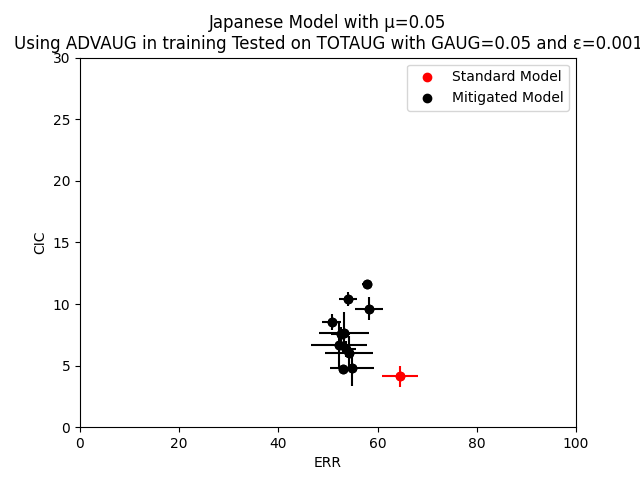 Japanese Model with μ=0.05
Using ADVAUG in training Tested on TOTAUG with GAUG=0.05 and ε=0.001
Standard Model
Mitigated Model
30
25
20
15
10
5
0
CIC
0 20 40 60 80 100
ERR